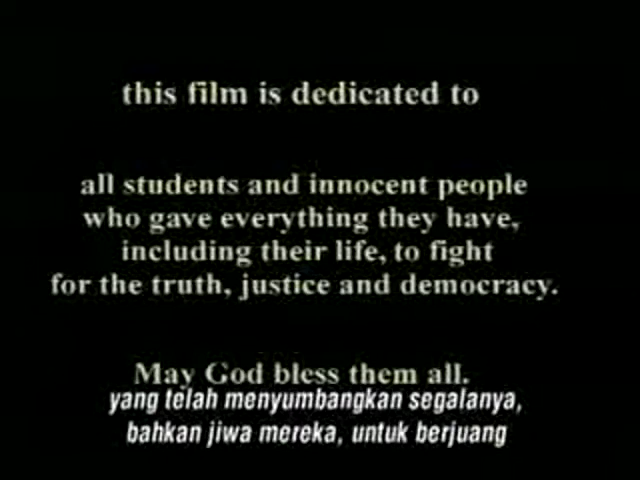 this film is dedicated to
all students and innocent people
who gave everything they have,
including their life, to fight
for the truth, justice and democracy.
May God bless them all.
yang telah menyumbangkan segalanya,
bahkan jiwa mereka, untuk berjuang